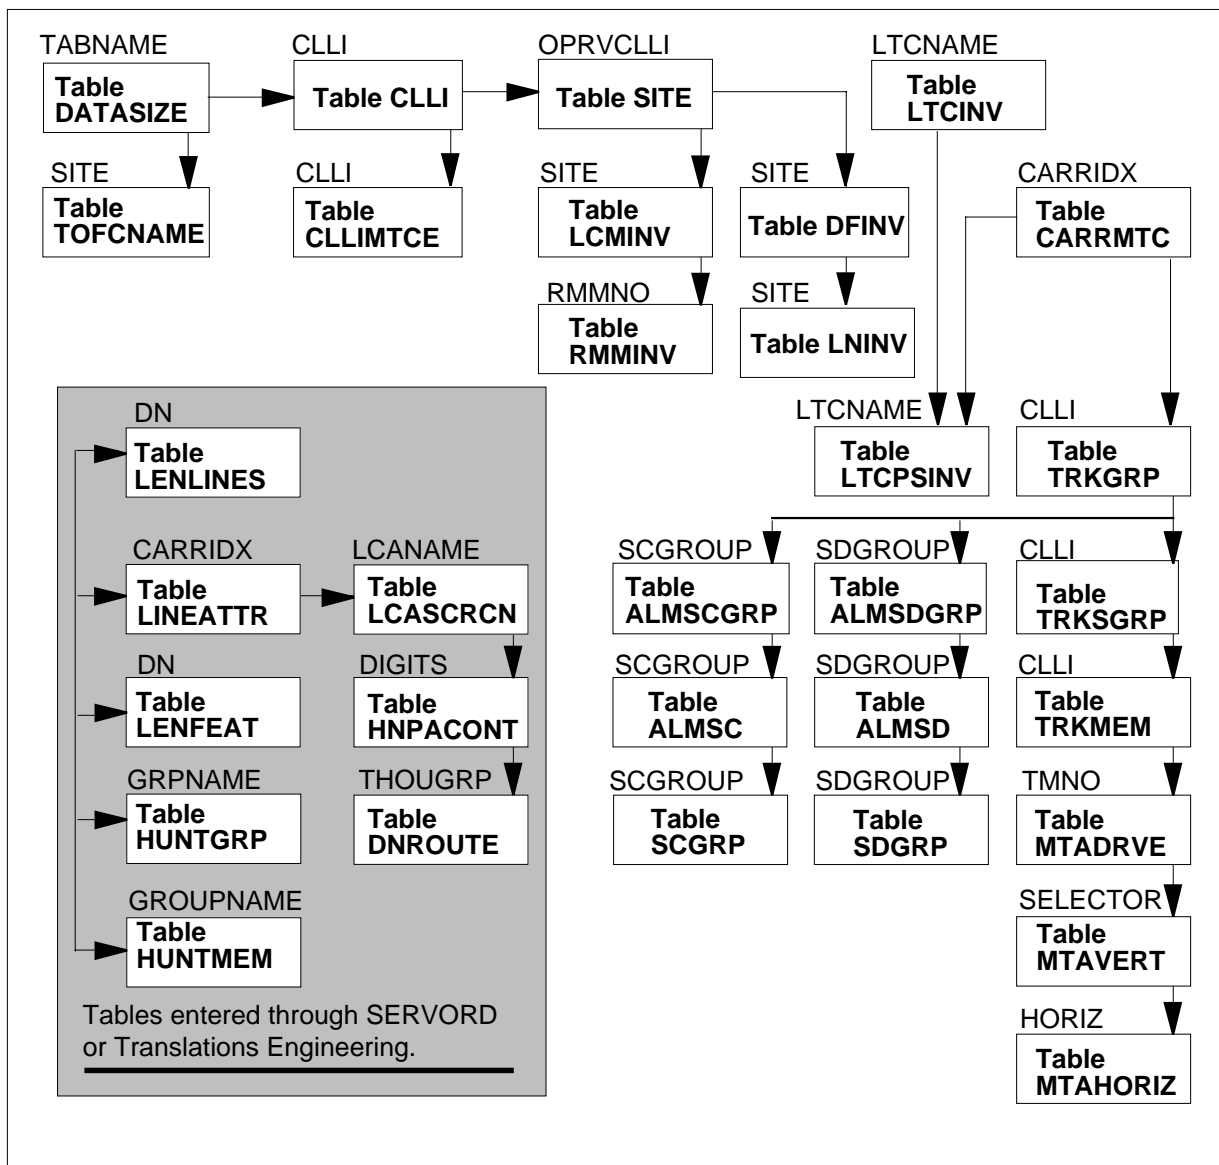 TABNAME
CLLI
OPRVCLLI
LTCNAME
Table
DATASIZE
Table CLLI
Table SITE
Table
LTCINV
SITE
CLLI
SITE
SITE
CARRIDX
Table
TOFCNAME
Table
CLLIMTCE
Table
LCMINV
Table DFINV
Table
CARRMTC
RMMNO
SITE
Table
RMMINV
Table LNINV
LTCNAME
CLLI
Table
LTCPSINV
Table
TRKGRP
DN
Table
LENLINES
CARRIDX
LCANAME
Table
LINEATTR
Table
LCASCRCN
DN
DIGITS
Table
LENFEAT
Table
HNPACONT
GRPNAME
THOUGRP
Table
HUNTGRP
Table
DNROUTE
GROUPNAME
Table
HUNTMEM
Tables entered through SERVORD
or Translations Engineering.
SCGROUP
SDGROUP
CLLI
Table
ALMSCGRP
Table
ALMSDGRP
Table
TRKSGRP
SCGROUP
SDGROUP
CLLI
Table
ALMSC
Table
ALMSD
Table
TRKMEM
SCGROUP
SDGROUP
TMNO
Table
SCGRP
Table
SDGRP
Table
MTADRVE
SELECTOR
Table
MTAVERT
HORIZ
Table
MTAHORIZ